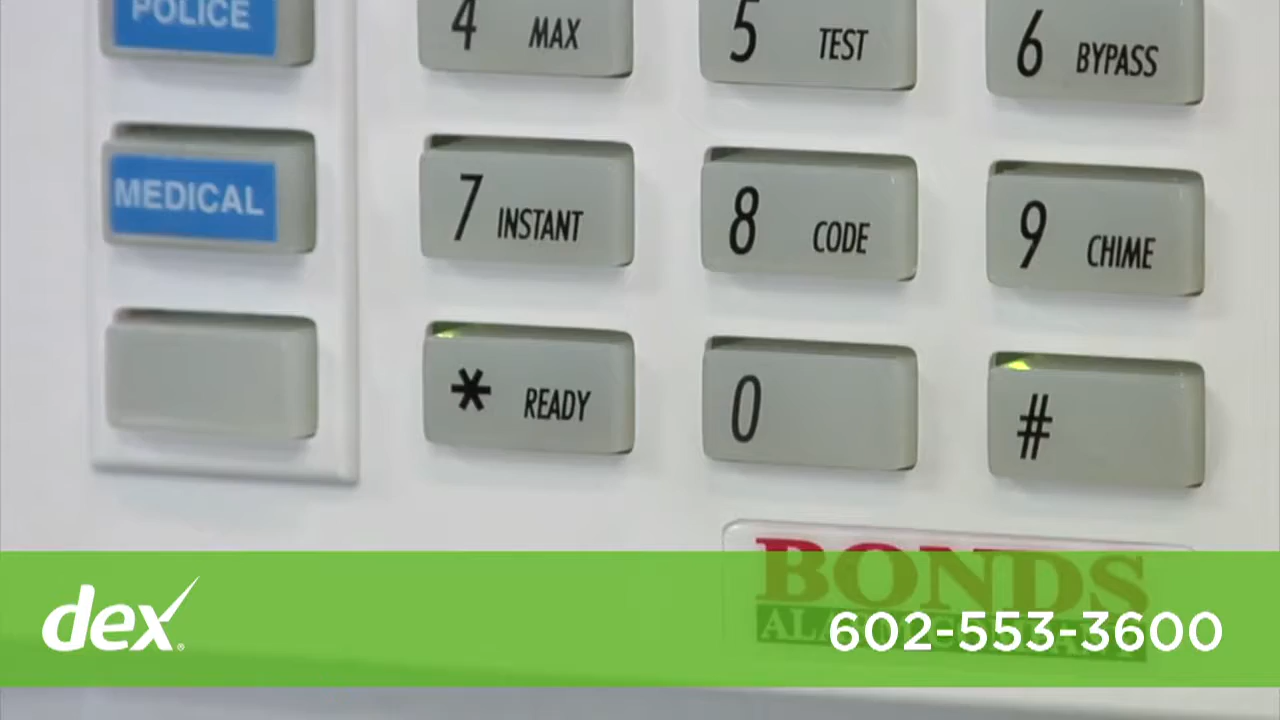 POLICE
4 MAX
5 TEST
6 BYPASS
MEDICAL
7 INSTANT
8 CODE
9 CHIME
* READY
0
#
BONDS
dex
602-553-3600